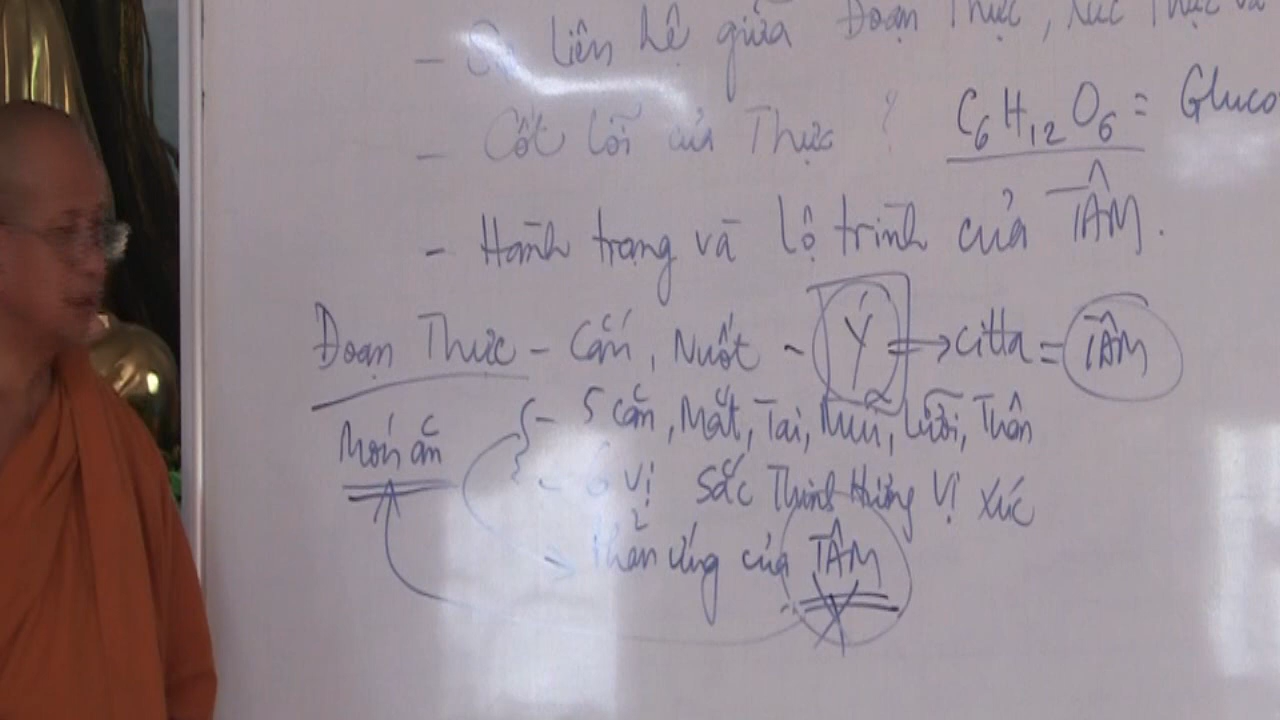 - Sự liên hệ giữa Đoạn Thực, Xúc Thực và
- Cốt lõi của Thực ? C6H12O6 = Gluco
- Hành trạng và lộ trình của TÂM.
Đoạn Thực - Cắn, Nuốt ~ Ý → citta = TÂM
Món ăn { - 5 căn, Mắt, Tai, Mũi, Lưỡi, Thân
- 6 Vị Sắc Thinh Hương Vị Xúc
→ Phản ứng của TÂM